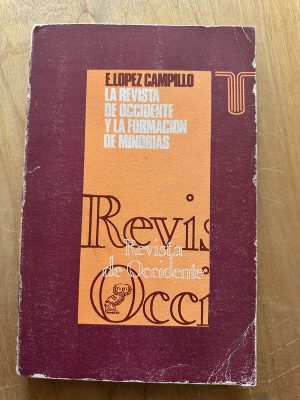 E. LOPEZ CAMPILLO
LA REVISTA
DE OCCIDENTE
Y LA FORMACION
DE MINORIAS
T
Revis
Revista
de Occidente
Occi